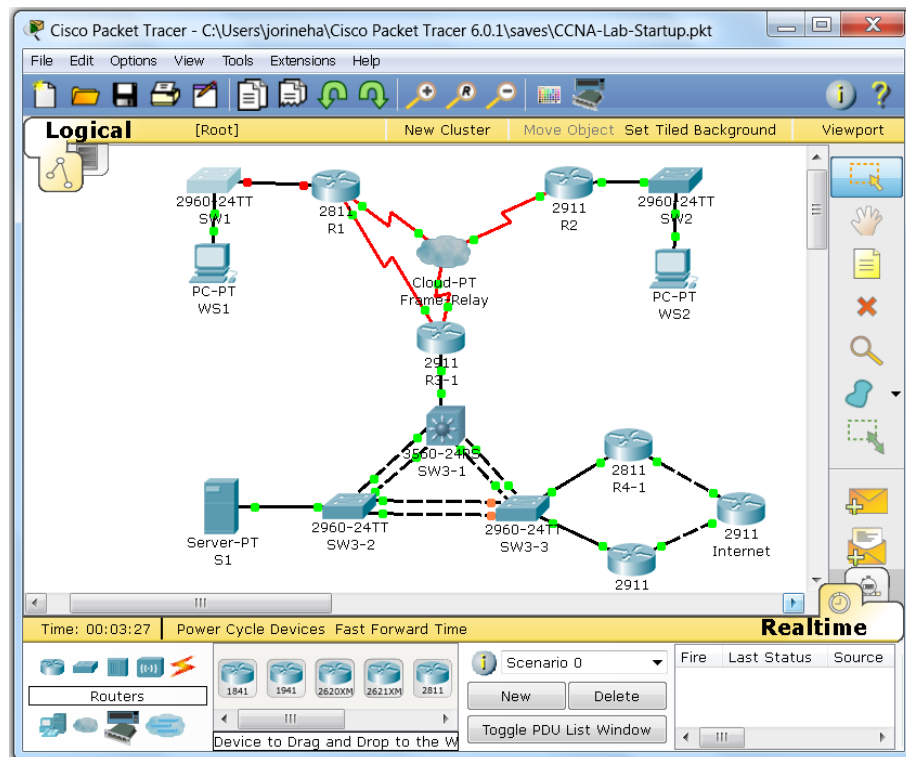 Cisco Packet Tracer - C:\Users\jorineha\Cisco Packet Tracer 6.0.1\saves\CCNA-Lab-Startup.pkt
File Edit Options View Tools Extensions Help
Logical [Root] New Cluster Move Object Set Tiled Background Viewport
2960-24TT
SW1
2811
R1
2911
R2
2960-24TT
SW2
PC-PT
WS1
Cloud-PT
Frame-Relay
PC-PT
WS2
2911
R3-1
3560-24PS
SW3-1
2811
R4-1
Server-PT
S1
2960-24TT
SW3-2
2960-24TT
SW3-3
2911
Internet
2911
Time: 00:03:27 Power Cycle Devices Fast Forward Time Realtime
Routers
1841 1941 2620XM 2621XM 2811
Device to Drag and Drop to the W
Scenario 0
New Delete
Toggle PDU List Window
Fire Last Status Source